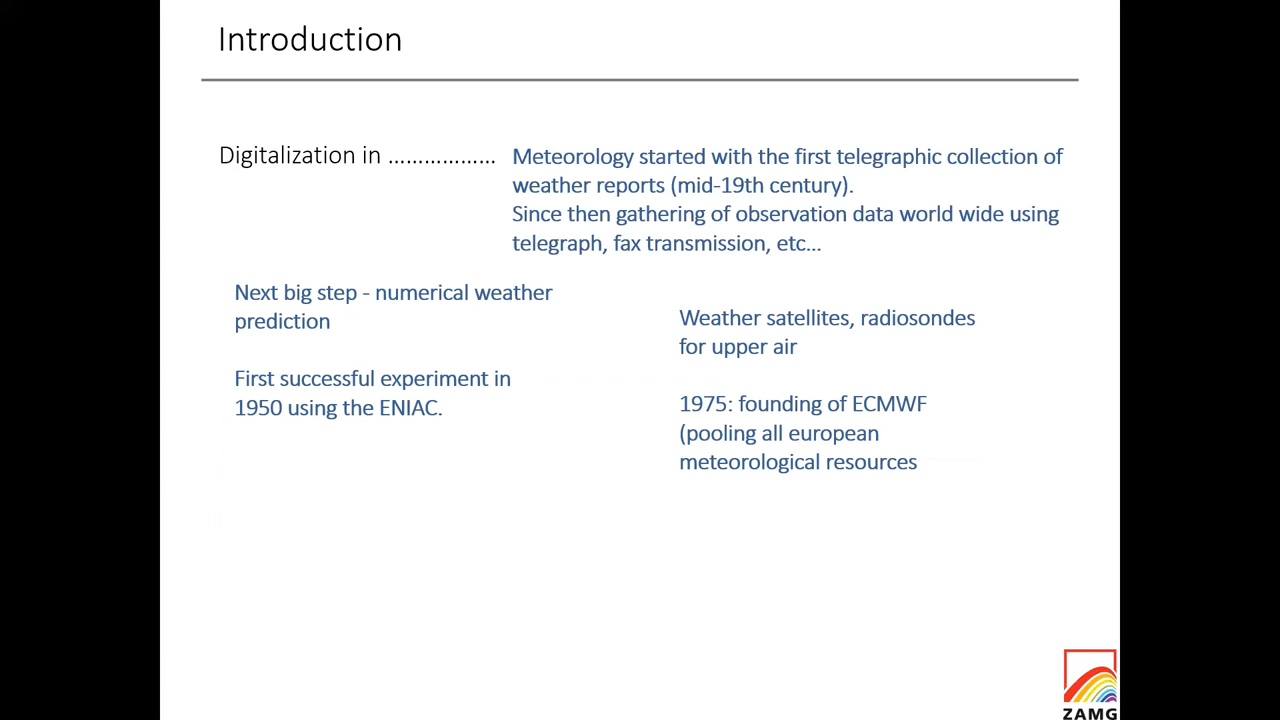 Introduction
Digitalization in ..................
Meteorology started with the first telegraphic collection of
weather reports (mid-19th century).
Since then gathering of observation data world wide using
telegraph, fax transmission, etc...
Next big step - numerical weather
prediction
First successful experiment in
1950 using the ENIAC.
Weather satellites, radiosondes
for upper air
1975: founding of ECMWF
(pooling all european
meteorological resources
ZAMG